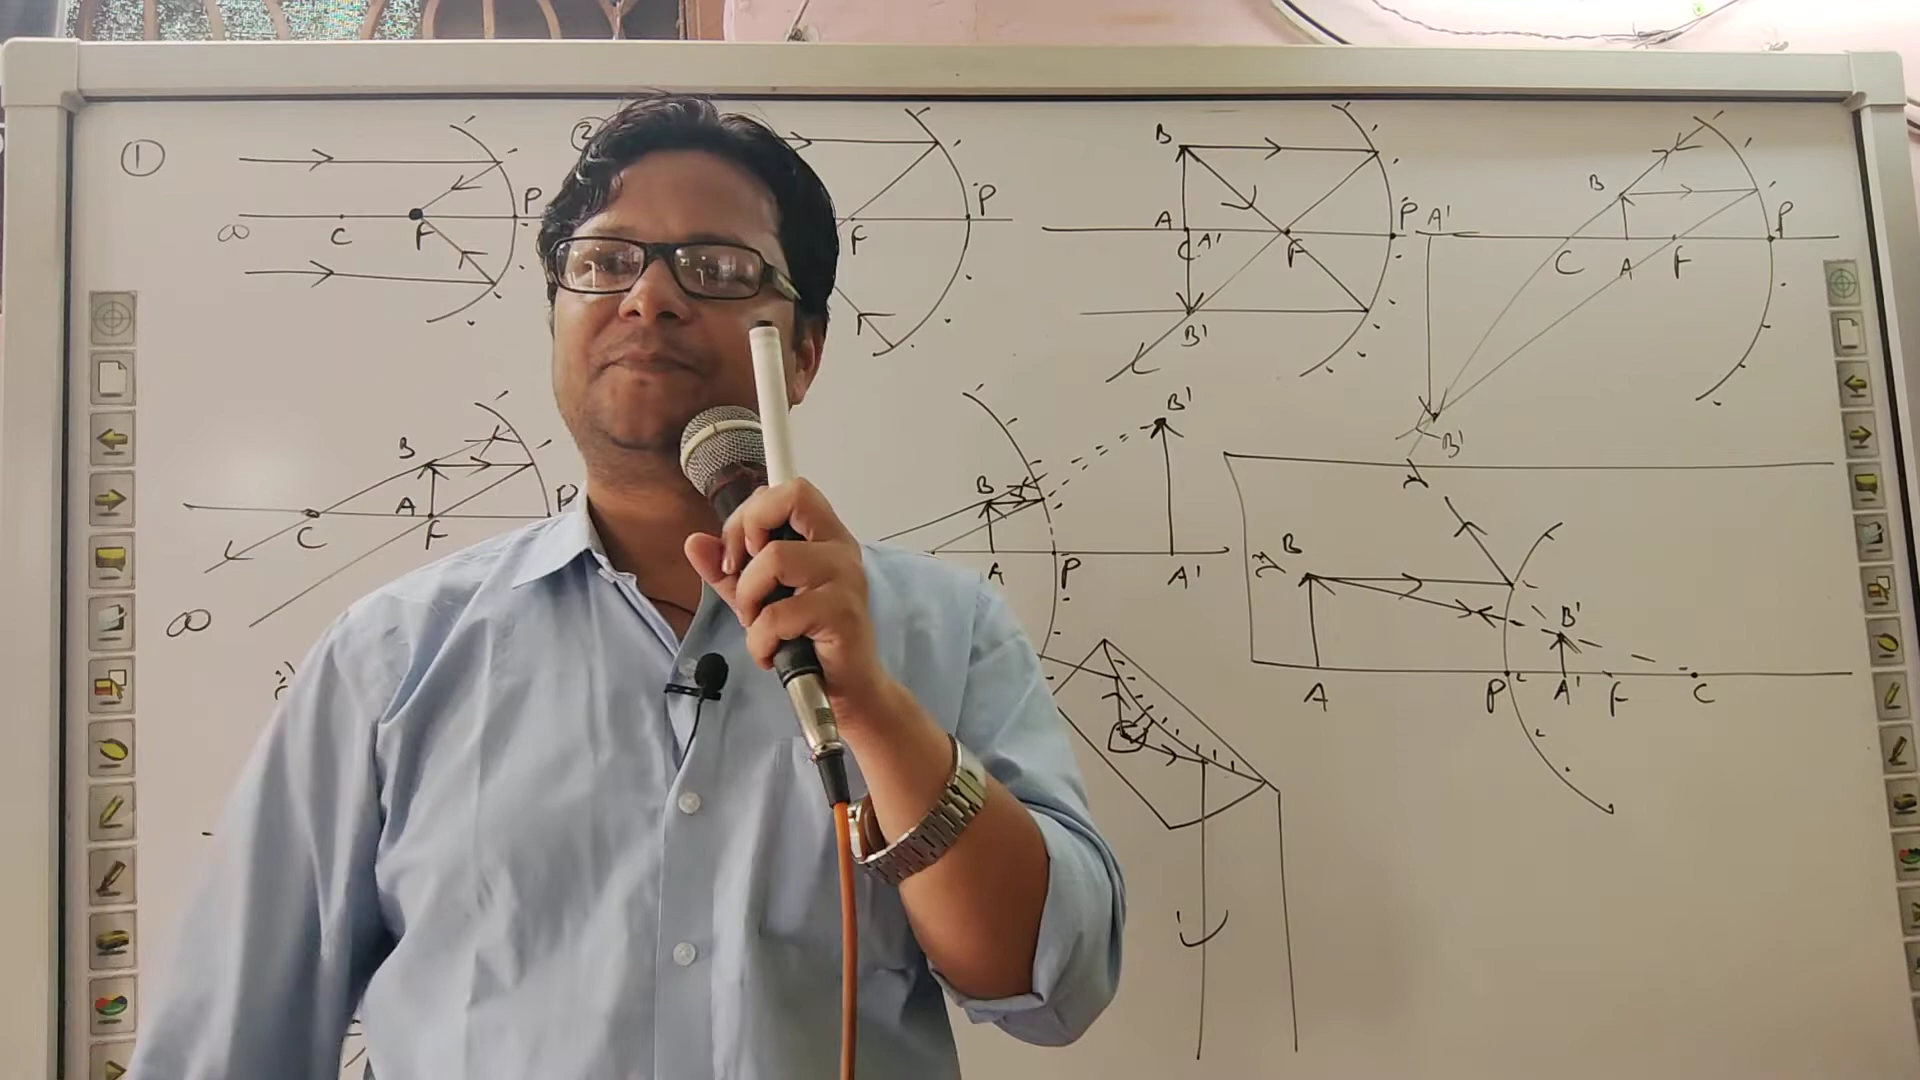 ①
∞ C F P
②
F P
B
A C A' F P
B'
B
A' C A F P
B'
B
A
C F P
∞
B B'
A P A'
B B'
A P A' F C